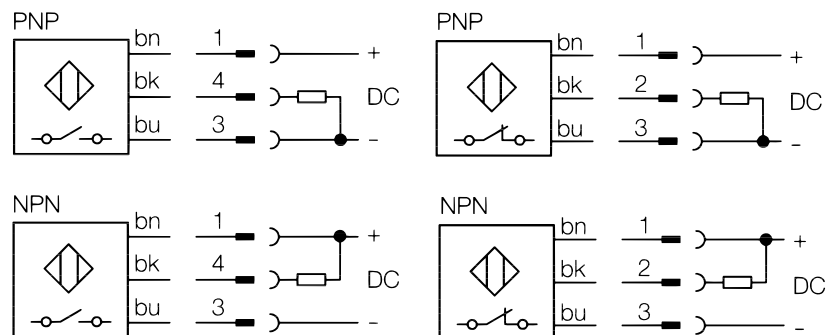 PNP
bn 1 +
bk 4 DC
bu 3 -
PNP
bn 1 +
bk 2 DC
bu 3 -
NPN
bn 1 +
bk 4 DC
bu 3 -
NPN
bn 1 +
bk 2 DC
bu 3 -